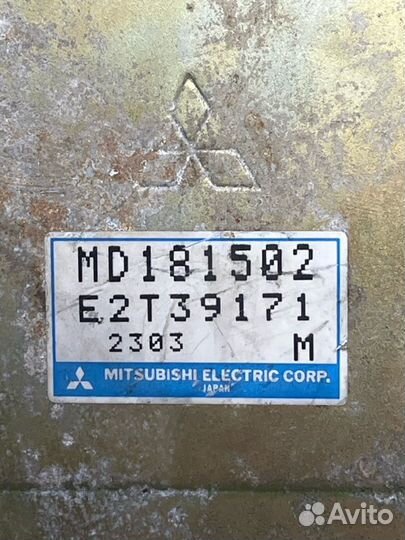 MD181502
E2T39171
2303 M
MITSUBISHI ELECTRIC CORP.
JAPAN
Avito